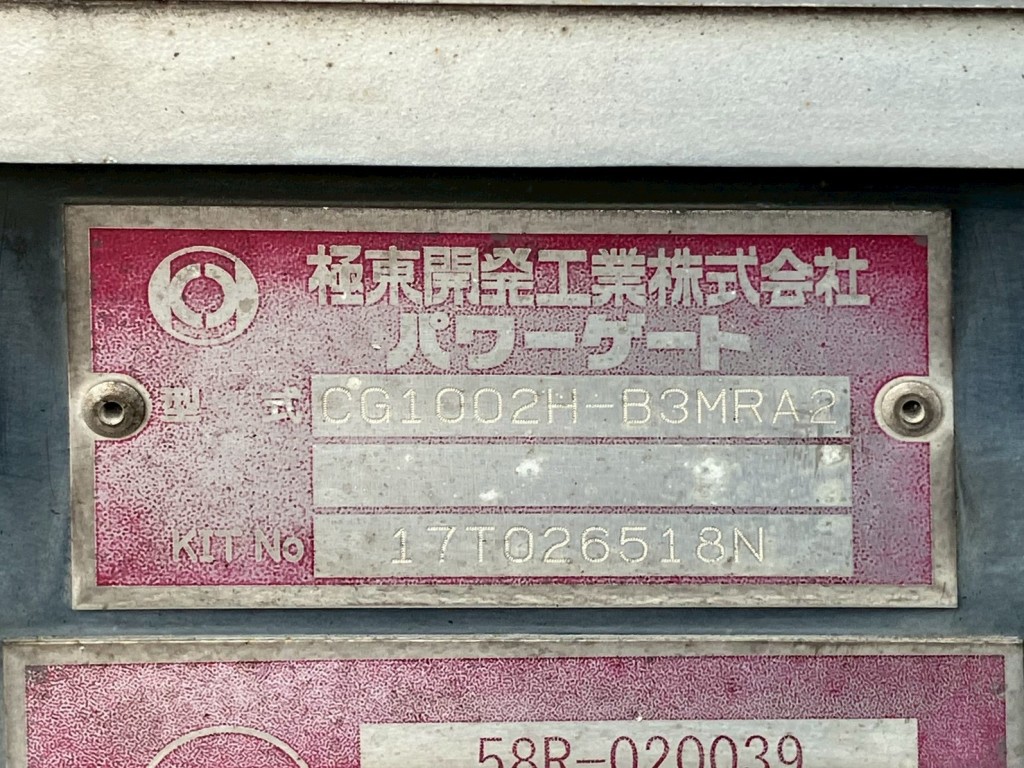 極東開発工業株式会社
パワーゲート
型 式 CG1002H-B3MRA2
KIT No 17T026518N
58R-020039